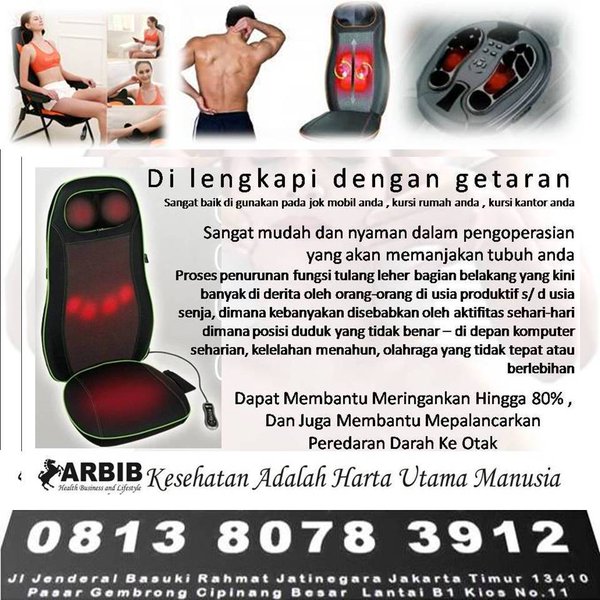 Di lengkapi dengan getaran
Sangat baik di gunakan pada jok mobil anda , kursi rumah anda , kursi kantor anda
Sangat mudah dan nyaman dalam pengoperasian
yang akan memanjakan tubuh anda
Proses penurunan fungsi tulang leher bagian belakang yang kini
banyak di derita oleh orang-orang di usia produktif s/ d usia
senja, dimana kebanyakan disebabkan oleh aktifitas sehari-hari
dimana posisi duduk yang tidak benar – di depan komputer
seharian, kelelahan menahun, olahraga yang tidak tepat atau
berlebihan
Dapat Membantu Meringankan Hingga 80% ,
Dan Juga Membantu Mepalancarkan
Peredaran Darah Ke Otak
ARBIB
Health Business and Lifestyle
Kesehatan Adalah Harta Utama Manusia
0813 8078 3912
Jl Jenderal Basuki Rahmat Jatinegara Jakarta Timur 13410
Pasar Gembrong Cipinang Besar Lantai B1 Kios No.11